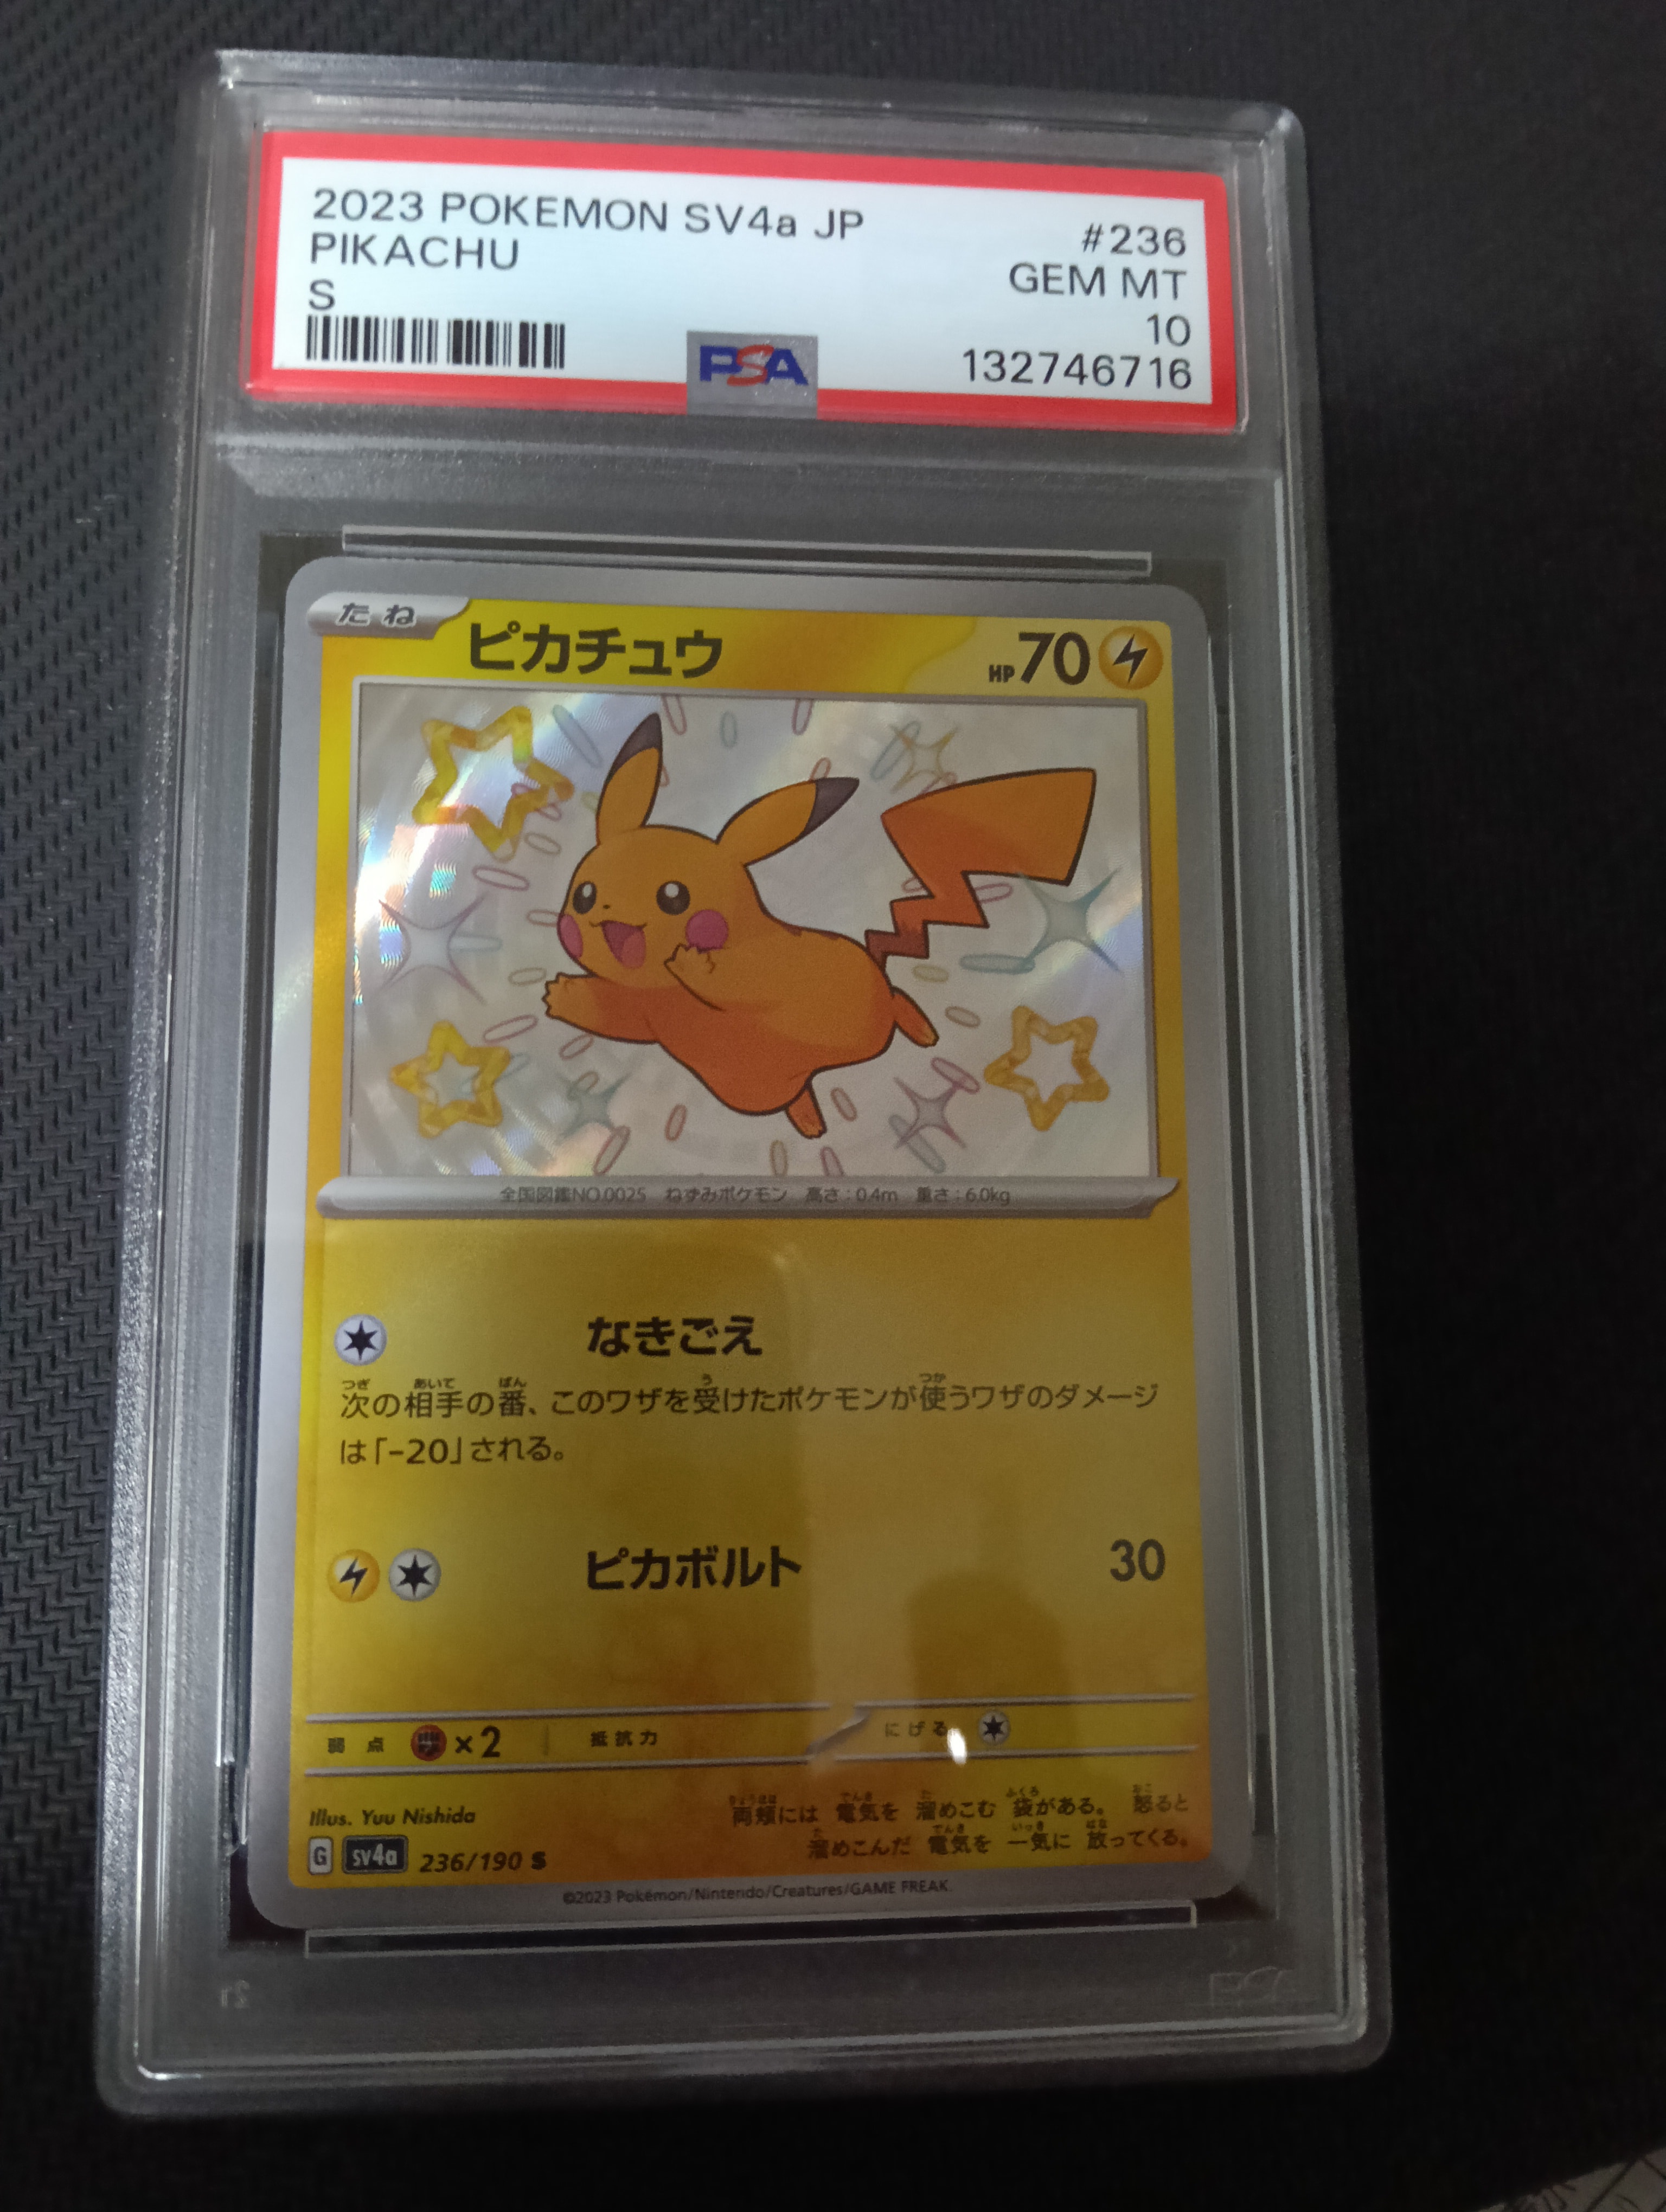 2023 POKEMON SV4a JP #236
PIKACHU GEM MT
S 10
PSA 132746716
たね
ピカチュウ HP70
全国図鑑NO.0025 ねずみポケモン 高さ:0.4m 重さ:6.0kg
なきごえ
次の相手の番、このワザを受けたポケモンが使うワザのダメージ
は「-20」される。
ピカボルト 30
弱点 ×2 抵抗力 にげる
Illus. Yuu Nishida
両頬には 電気を 溜めこむ 袋がある。 怒ると
溜めこんだ 電気を 一気に 放ってくる。
G sv4a 236/190 S
©2023 Pokémon/Nintendo/Creatures/GAME FREAK.
PSA